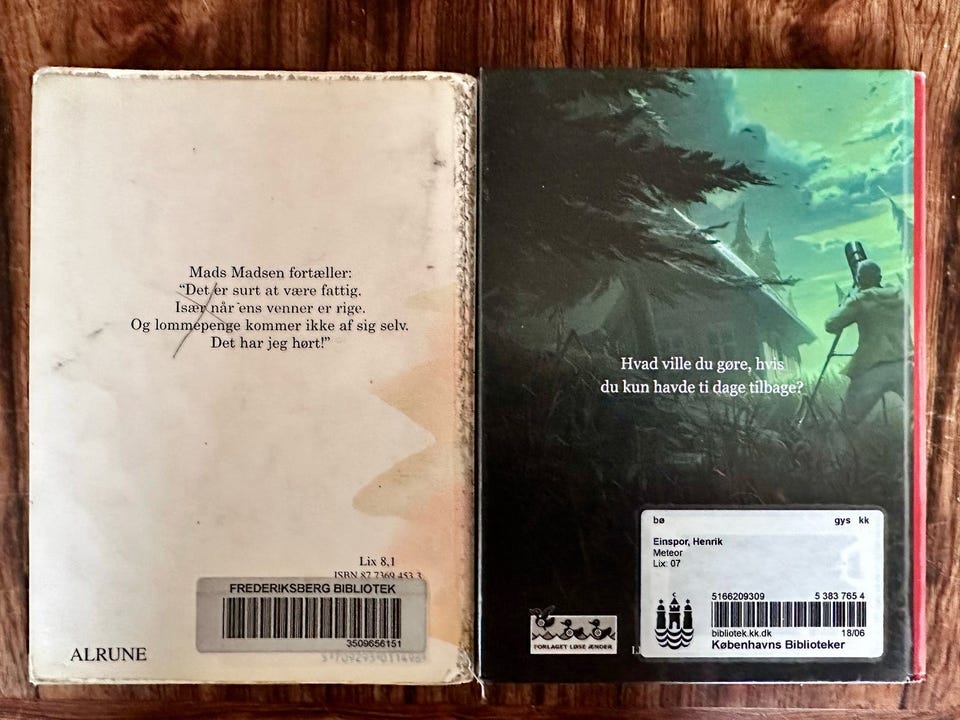 Mads Madsen fortæller:
“Det er surt at være fattig.
Især når ens venner er rige.
Og lommepenge kommer ikke af sig selv.
Det har jeg hørt!”
Lix 8,1
ISBN 87 7369 453 3
FREDERIKSBERG BIBLIOTEK
3509656151
ALRUNE
Hvad ville du gøre, hvis
du kun havde ti dage tilbage?
bø gys kk
Einspor, Henrik
Meteor
Lix: 07
5166209309 5 383 765 4
bibliotek.kk.dk 18/06
Københavns Biblioteker
FORLAGET LØSE ÆNDER